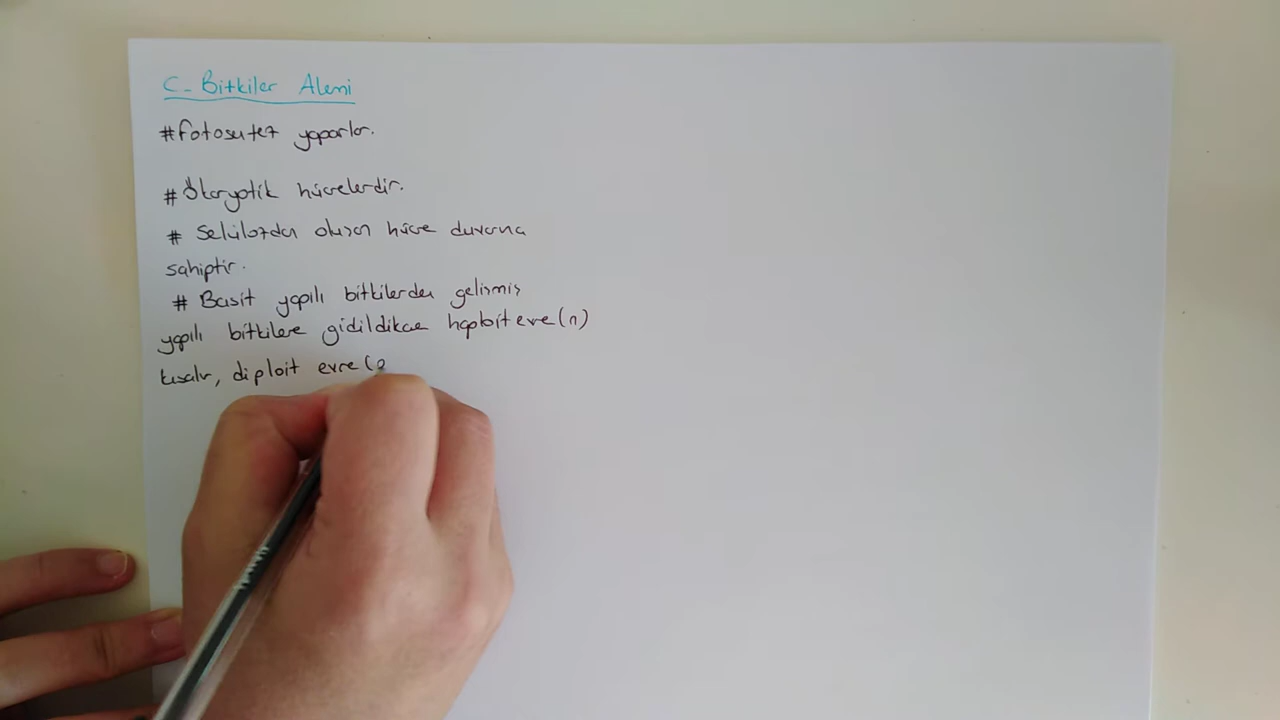 C- Bitkiler Alemi
#Fotosentez yaparlar.
# Ökaryotik hücrelerdir.
# Selülozdan oluşan hücre duvarına
sahiptir.
# Basit yapılı bitkilerden gelişmiş
yapılı bitkilere gidildikçe haploit evre (n)
kısalır, diploit evre (2